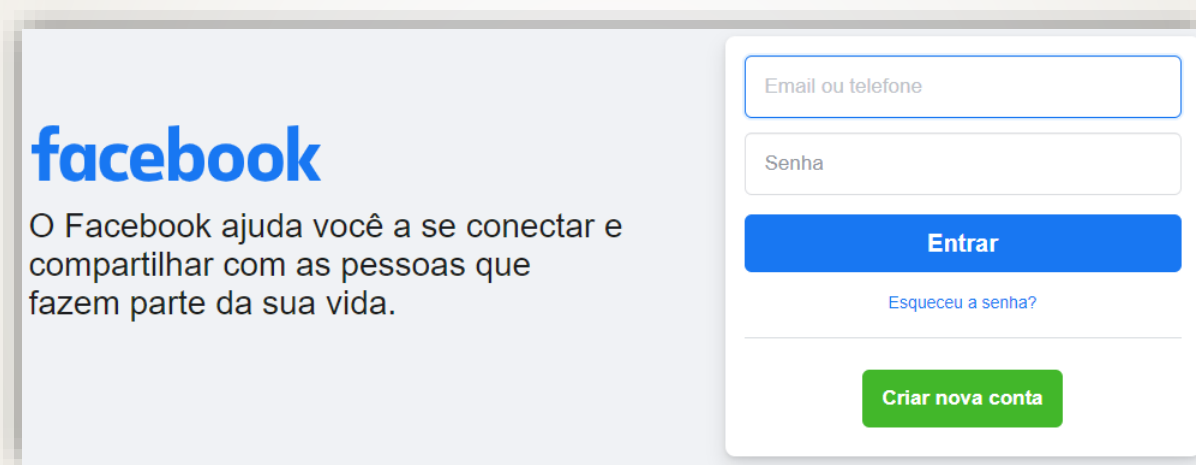 facebook
O Facebook ajuda você a se conectar e
compartilhar com as pessoas que
fazem parte da sua vida.
Email ou telefone
Senha
Entrar
Esqueceu a senha?
Criar nova conta